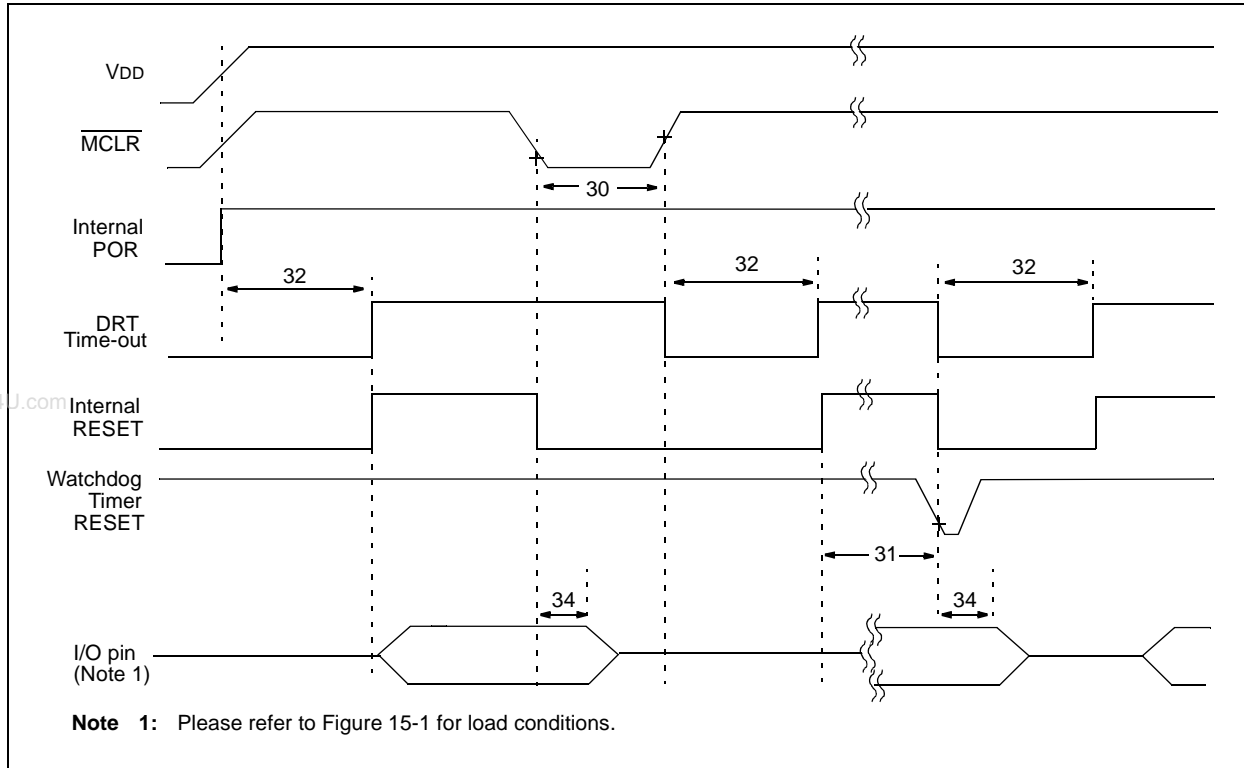 VDD
MCLR
30
Internal
POR
32
32
32
DRT
Time-out
4U.com
Internal
RESET
Watchdog
Timer
RESET
31
34
34
I/O pin
(Note 1)
Note 1: Please refer to Figure 15-1 for load conditions.